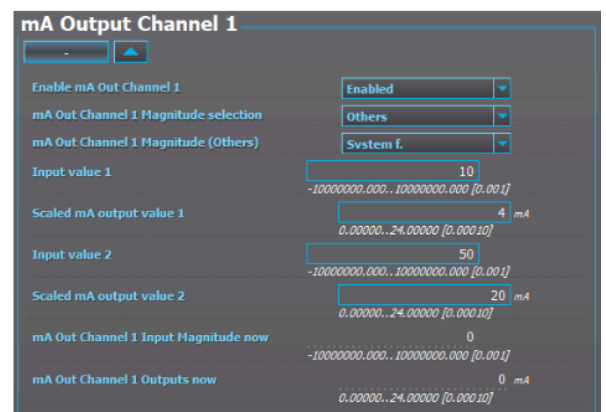 mA Output Channel 1
-
Enable mA Out Channel 1 Enabled
mA Out Channel 1 Magnitude selection Others
mA Out Channel 1 Magnitude (Others) System f.
Input value 1 10
-10000000.000..10000000.000 [0.001]
Scaled mA output value 1 4 mA
0.00000..24.00000 [0.00010]
Input value 2 50
-10000000.000..10000000.000 [0.001]
Scaled mA output value 2 20 mA
0.00000..24.00000 [0.00010]
mA Out Channel 1 Input Magnitude now 0
-10000000.000..10000000.000 [0.001]
mA Out Channel 1 Outputs now 0 mA
0.00000..24.00000 [0.00010]